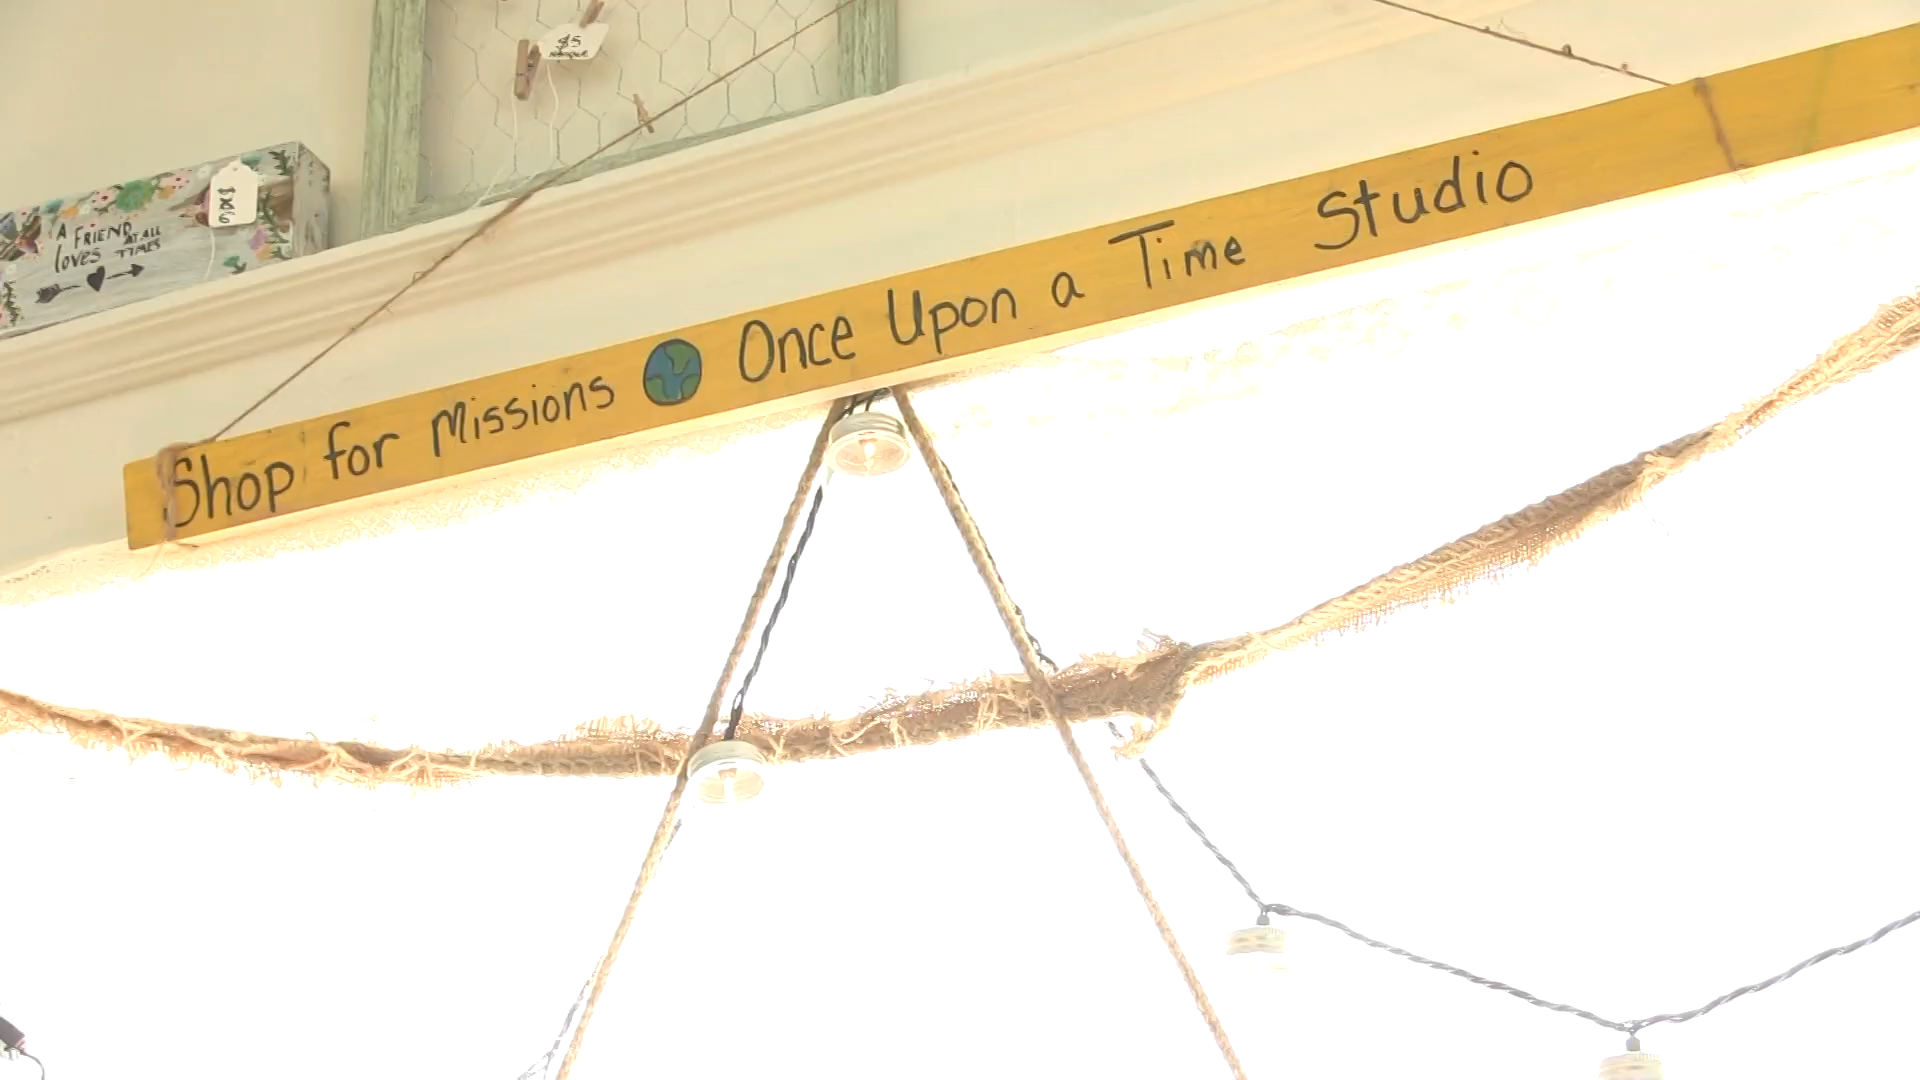 $5
A FRIEND
loves AT ALL
TIMES
Shop for Missions Once Upon a Time Studio